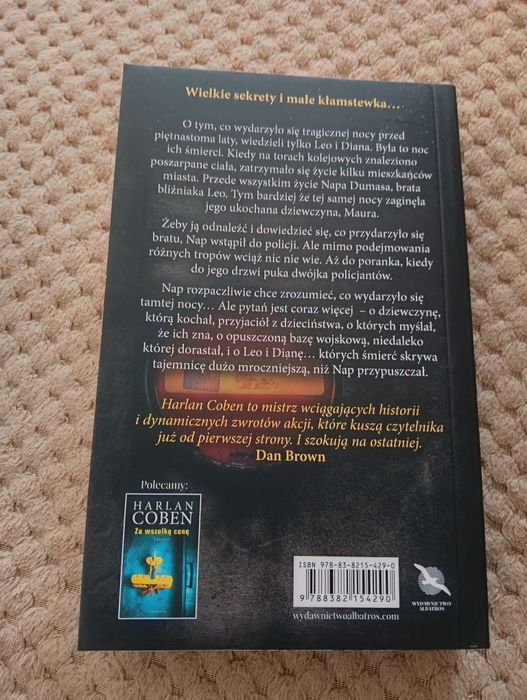 Wielkie sekrety i małe kłamstewka…
O tym, co wydarzyło się tragicznej nocy przed
piętnastoma laty, wiedzieli tylko Leo i Diana. Była to noc
ich śmierci. Kiedy na torach kolejowych znaleziono
poszarpane ciała, zatrzymało się życie kilku mieszkańców
miasta. Przede wszystkim życie Napa Dumasa, brata
bliźniaka Leo. Tym bardziej że tej samej nocy zaginęła
jego ukochana dziewczyna, Maura.
Żeby ją odnaleźć i dowiedzieć się, co przydarzyło się
bratu, Nap wstąpił do policji. Ale mimo podejmowania
różnych tropów wciąż nic nie wie. Aż do poranka, kiedy
do jego drzwi puka dwójka policjantów.
Nap rozpaczliwie chce zrozumieć, co wydarzyło się
tamtej nocy… Ale pytań jest coraz więcej – o dziewczynę,
którą kochał, przyjaciół z dzieciństwa, o których myślał,
że ich zna, o opuszczoną bazę wojskową, niedaleko
której dorastał, i o Leo i Dianę… których śmierć skrywa
tajemnicę dużo mroczniejszą, niż Nap przypuszczał.
Harlan Coben to mistrz wciągających historii
i dynamicznych zwrotów akcji, które kuszą czytelnika
już od pierwszej strony. I szokują na ostatniej.
Dan Brown
Polecamy:
HARLAN
COBEN
Za wszelką cenę
ISBN 978-83-8215-429-0
9 788382 154290
wydawnictwoalbatros.com
WYDAWNICTWO
ALBATROS